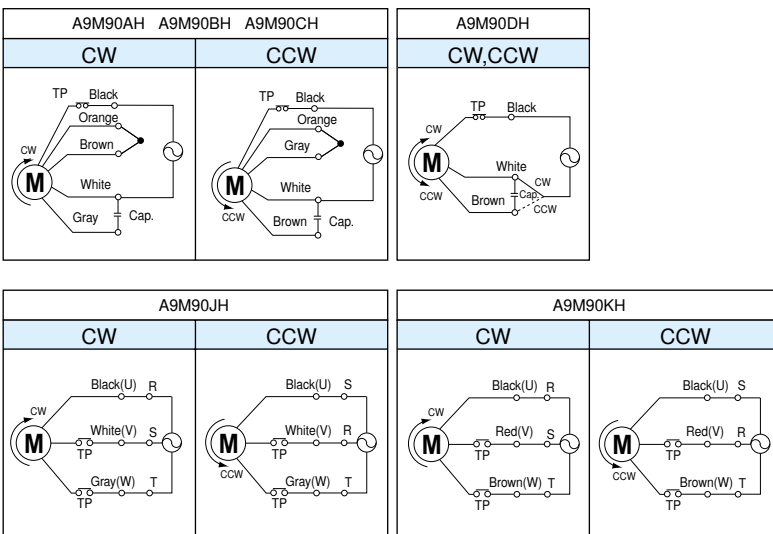 A9M90AH A9M90BH A9M90CH
CW
CCW
TP Black
Orange
CW
Brown
M
White
Gray
Cap.
TP Black
Orange
Gray
M
White
CCW
Brown
Cap.
A9M90DH
CW,CCW
TP Black
CW
White
M
CW
Cap.
CCW
Brown
CCW
A9M90JH
CW
CCW
Black(U) R
CW
White(V) S
M
TP
Gray(W) T
TP
Black(U) S
White(V) R
M
TP
CCW
Gray(W) T
TP
A9M90KH
CW
CCW
Black(U) R
CW
Red(V) S
M
TP
Brown(W) T
TP
Black(U) S
Red(V) R
M
TP
CCW
Brown(W) T
TP